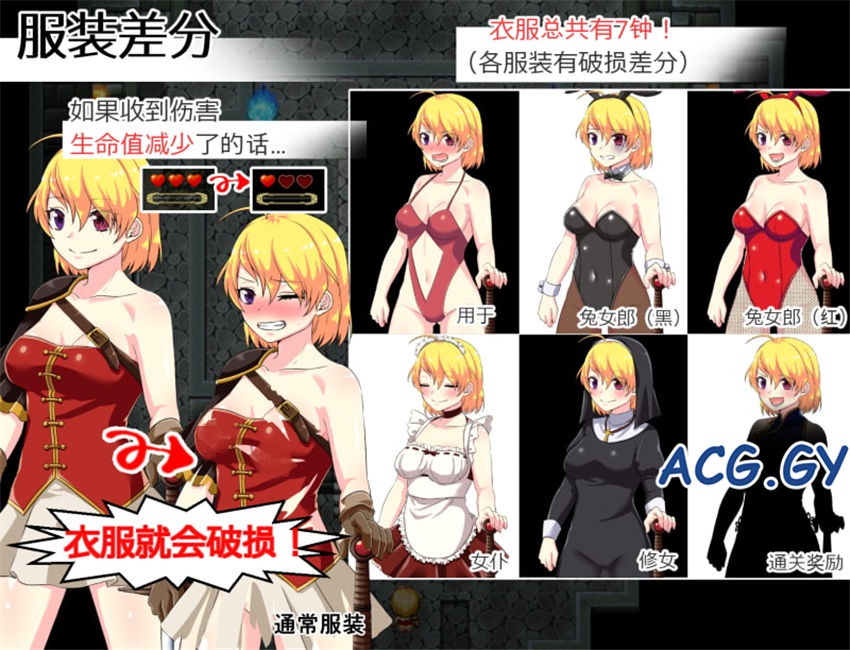 服装差分
衣服总共有7钟！
（各服装有破损差分）
如果收到伤害
生命值减少了的话...
用于
兔女郎（黑）
兔女郎（红）
女仆
修女
通关奖励
ACG.GY
衣服就会破损！
通常服装